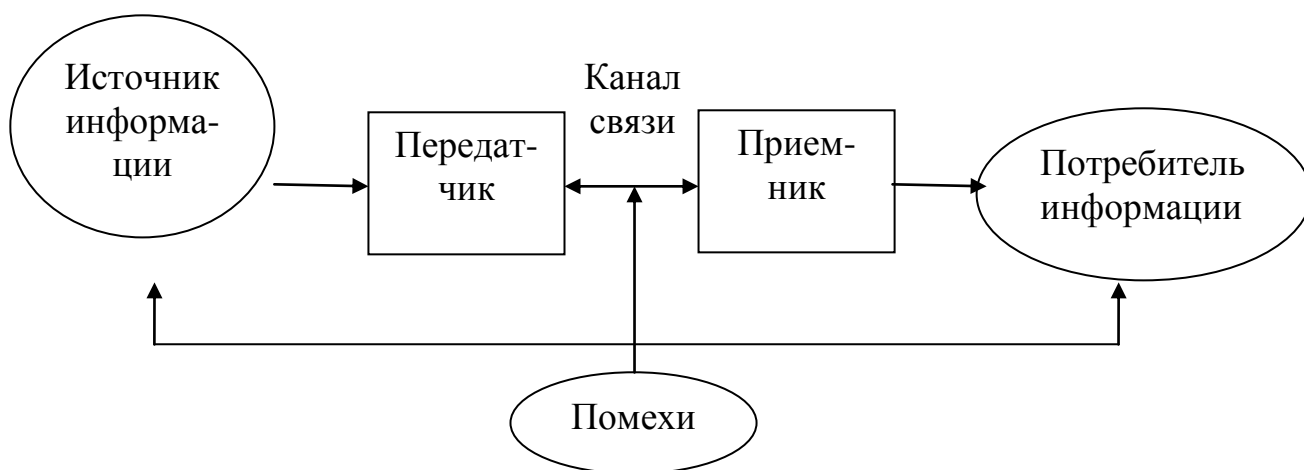 Источник
информа-
ции
Передат-
чик
Канал
связи
Прием-
ник
Потребитель
информации
Помехи